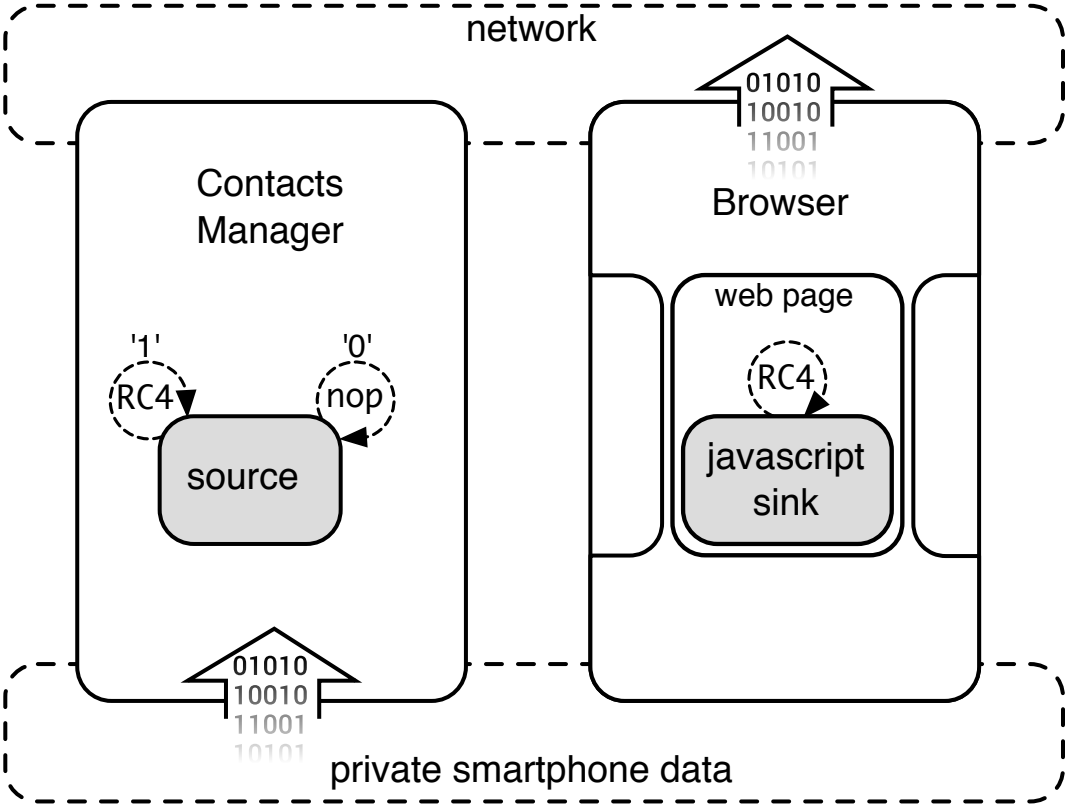 network
01010
10010
11001
10101
Contacts
Manager
Browser
web page
'1'
'0'
RC4
nop
RC4
source
javascript
sink
01010
10010
11001
10101
private smartphone data